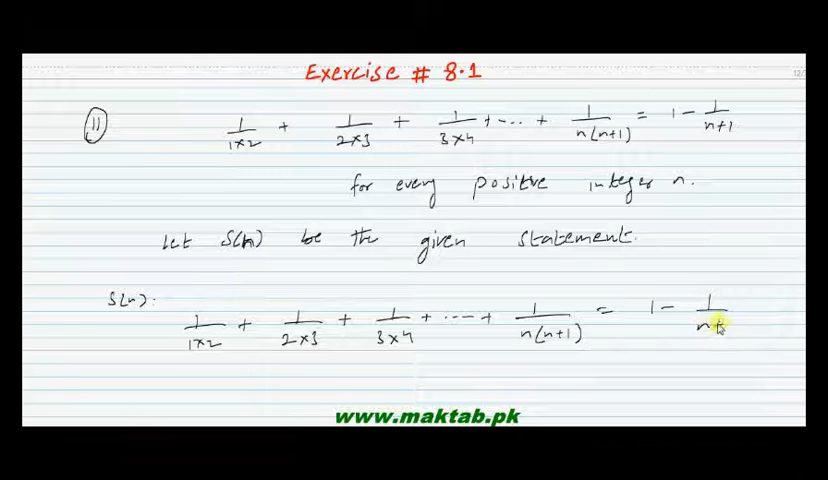 Exercise # 8.1
11 1/1×2 + 1/2×3 + 1/3×4 + ... + 1/n(n+1) = 1 - 1/n+1
for every positive integer n.
Let S(n) be the given statement.
S(n):
1/1×2 + 1/2×3 + 1/3×4 + .... + 1/n(n+1) = 1 - 1/n+
www.maktab.pk